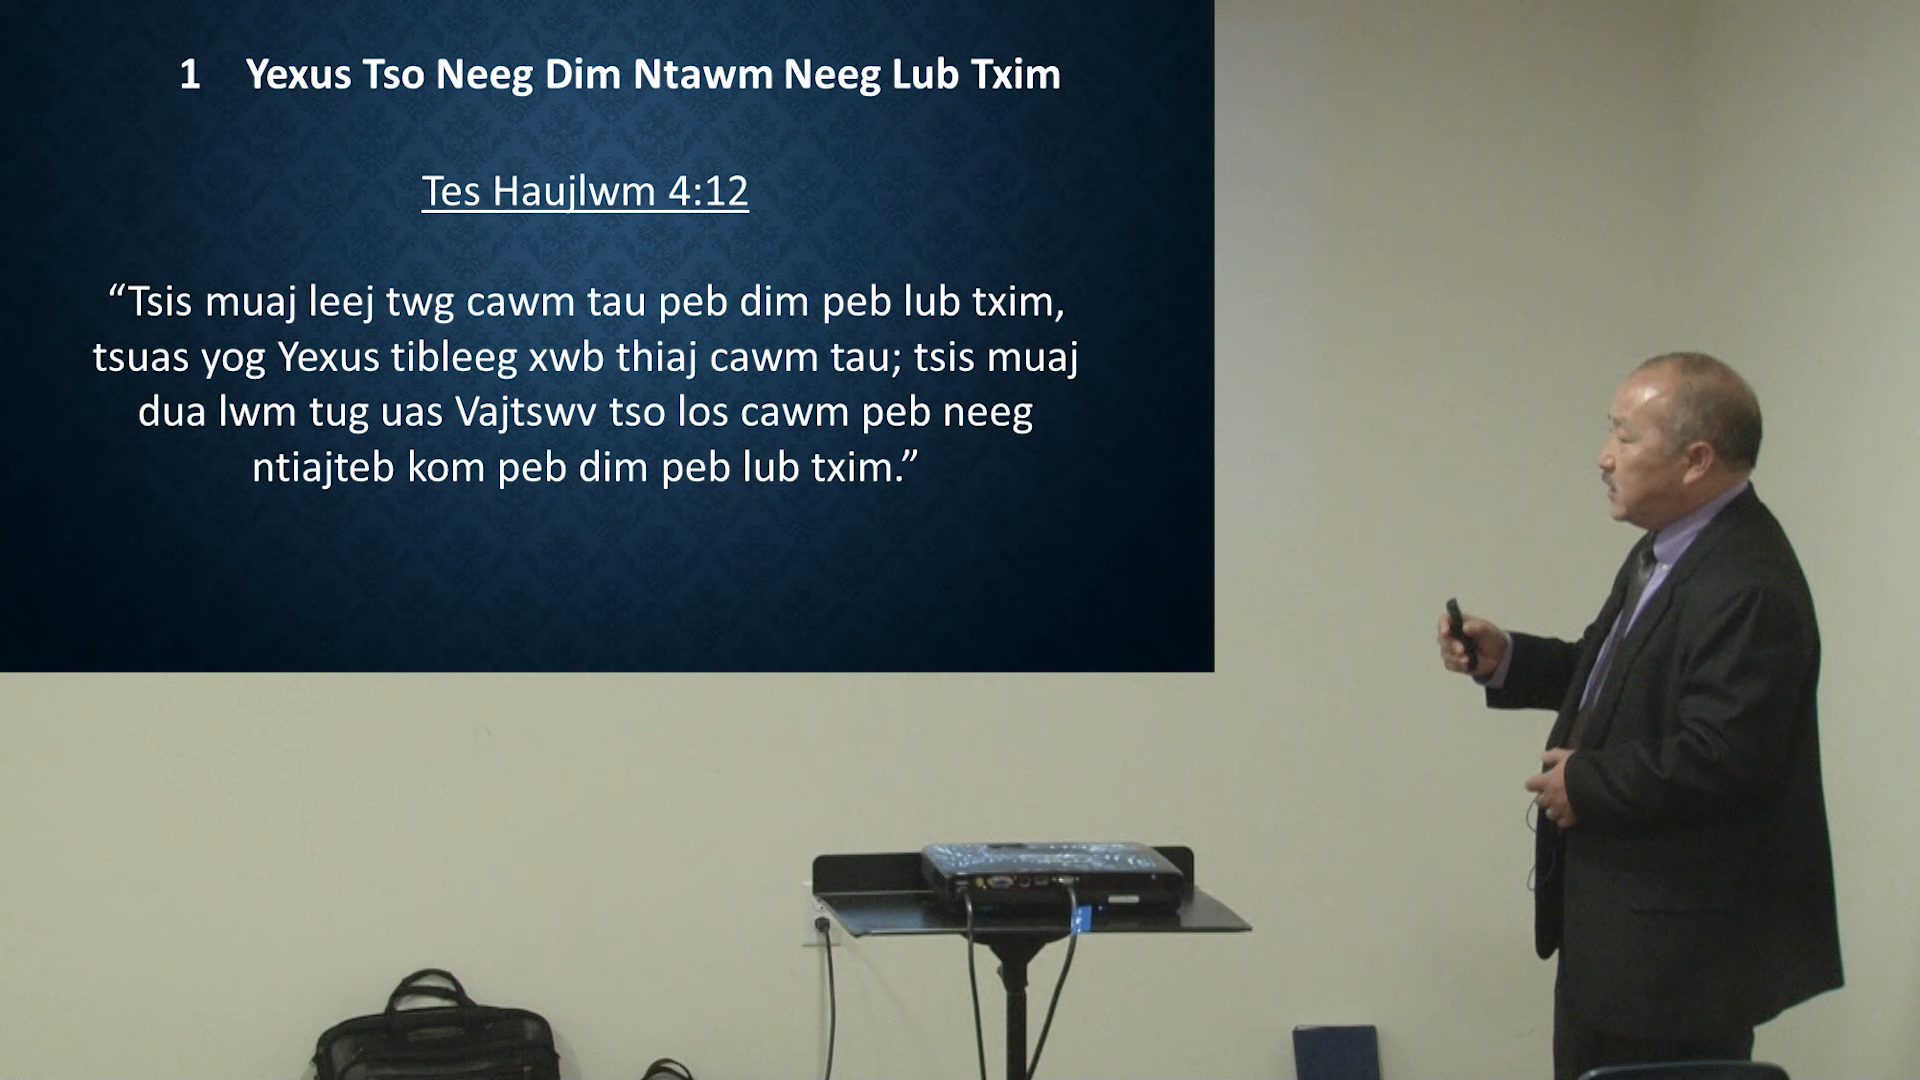 1 Yexus Tso Neeg Dim Ntawm Neeg Lub Txim
Tes Haujlwm 4:12
“Tsis muaj leej twg cawm tau peb dim peb lub txim,
tsuas yog Yexus tibleeg xwb thiaj cawm tau; tsis muaj
dua lwm tug uas Vajtswv tso los cawm peb neeg
ntiajteb kom peb dim peb lub txim.”